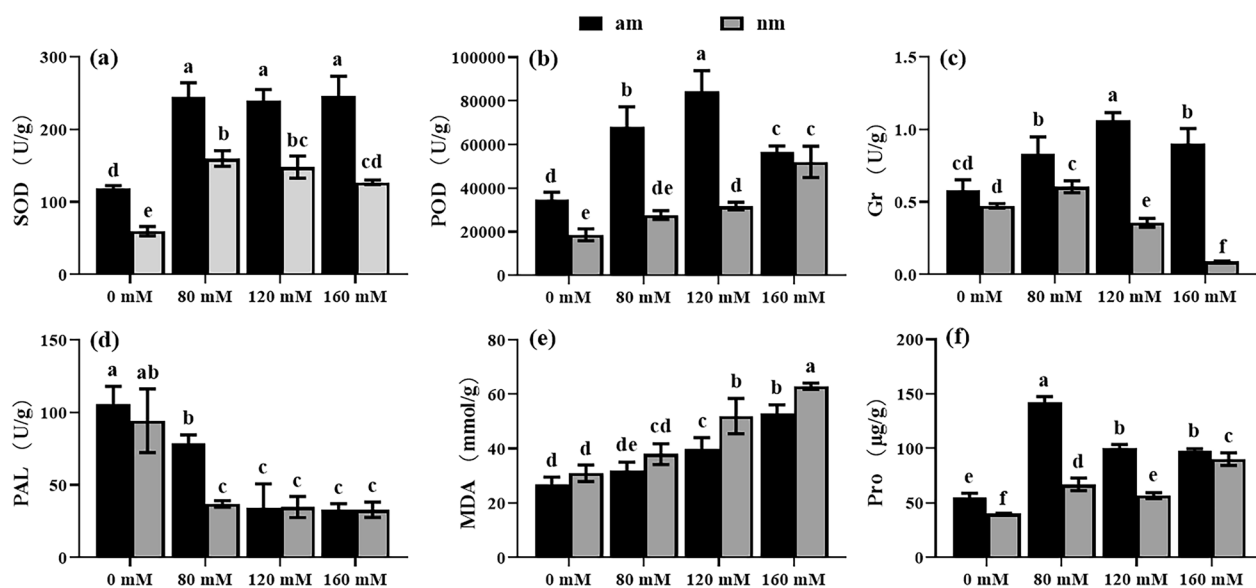 am nm
(a)
SOD （U/g）
300
200
100
0
d e a b a bc a cd
0 mM 80 mM 120 mM 160 mM
(b)
POD （U/g）
100000
80000
60000
40000
20000
0
d e b de a d c c
0 mM 80 mM 120 mM 160 mM
(c)
Gr （U/g）
1.5
1.0
0.5
0.0
cd d b c a e b f
0 mM 80 mM 120 mM 160 mM
(d)
PAL （U/g）
150
100
50
0
a ab b c c c c c
0 mM 80 mM 120 mM 160 mM
(e)
MDA （mmol/g）
80
60
40
20
0
d d de cd c b b a
0 mM 80 mM 120 mM 160 mM
(f)
Pro （μg/g）
200
150
100
50
0
e f a d b e b c
0 mM 80 mM 120 mM 160 mM